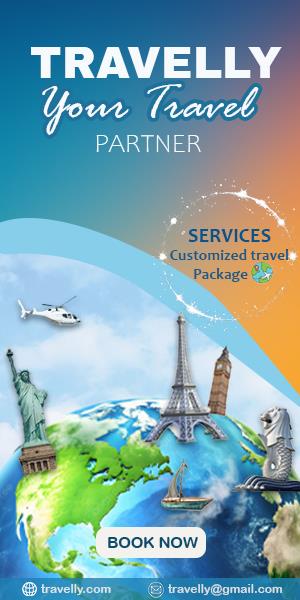 TRAVELLY
Your Travel
PARTNER
SERVICES
Customized travel
Package
BOOK NOW
travelly.com
travelly@gmail.com